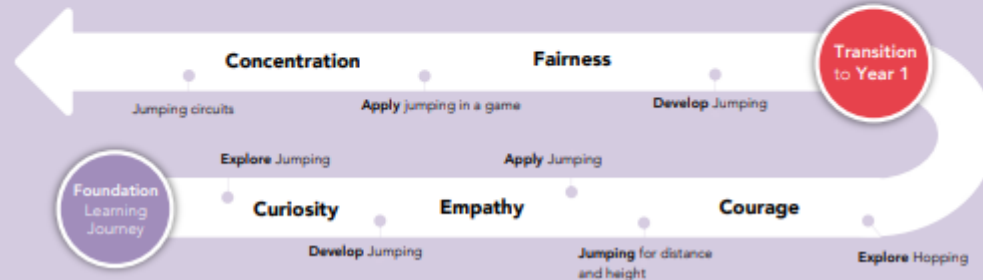 Concentration
Fairness
Transition
to Year 1
Jumping circuits
Apply jumping in a game
Develop Jumping
Explore Jumping
Apply Jumping
Foundation
Learning
Journey
Curiosity
Empathy
Courage
Develop Jumping
Jumping for distance
and height
Explore Hopping